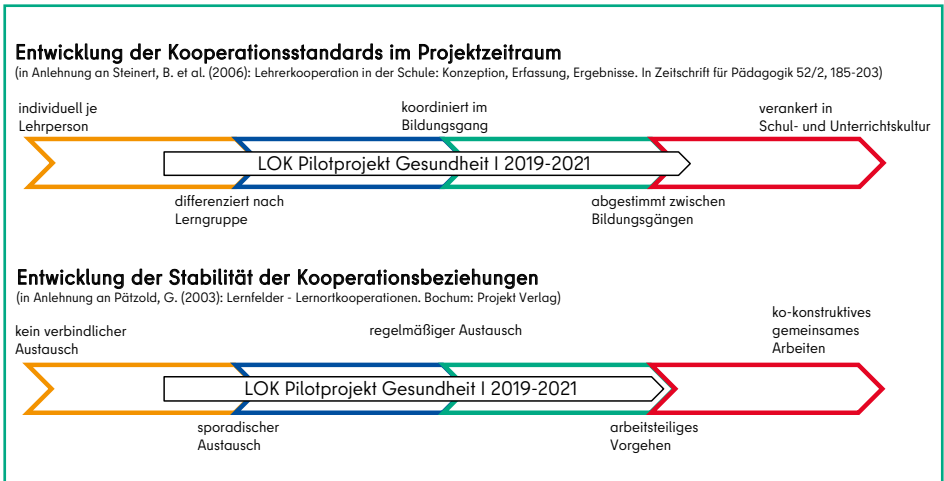 Entwicklung der Kooperationsstandards im Projektzeitraum
(in Anlehnung an Steinert, B. et al. (2006): Lehrerkooperation in der Schule: Konzeption, Erfassung, Ergebnisse. In Zeitschrift für Pädagogik 52/2, 185-203)
individuell je
Lehrperson
koordiniert im
Bildungsgang
verankert in
Schul- und Unterrichtskultur
LOK Pilotprojekt Gesundheit I 2019-2021
differenziert nach
Lerngruppe
abgestimmt zwischen
Bildungsgängen
Entwicklung der Stabilität der Kooperationsbeziehungen
(in Anlehnung an Pätzold, G. (2003): Lernfelder - Lernortkooperationen. Bochum: Projekt Verlag)
kein verbindlicher
Austausch
regelmäßiger Austausch
ko-konstruktives
gemeinsames
Arbeiten
LOK Pilotprojekt Gesundheit I 2019-2021
sporadischer
Austausch
arbeitsteiliges
Vorgehen